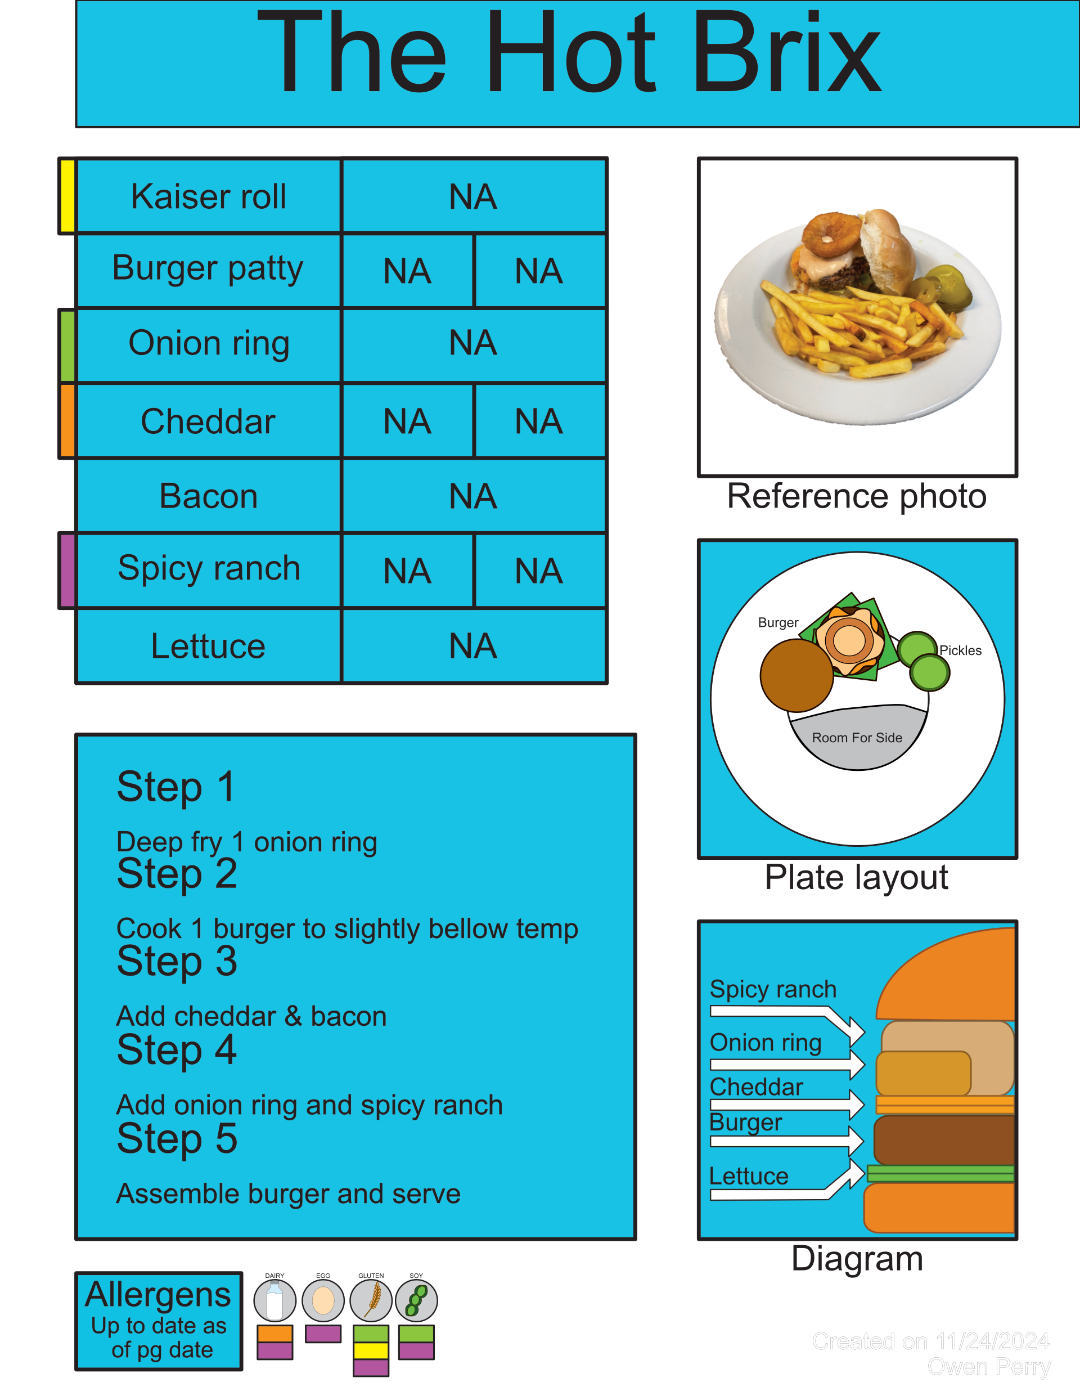 The Hot Brix
Kaiser roll NA
Burger patty NA NA
Onion ring NA
Cheddar NA NA
Bacon NA
Spicy ranch NA NA
Lettuce NA
Reference photo
Burger
Pickles
Room For Side
Plate layout
Step 1
Deep fry 1 onion ring
Step 2
Cook 1 burger to slightly bellow temp
Step 3
Add cheddar & bacon
Step 4
Add onion ring and spicy ranch
Step 5
Assemble burger and serve
Spicy ranch
Onion ring
Cheddar
Burger
Lettuce
Diagram
Allergens
Up to date as
of pg date
DAIRY EGG GLUTEN SOY
Created on 11/24/2024
Owen Perry